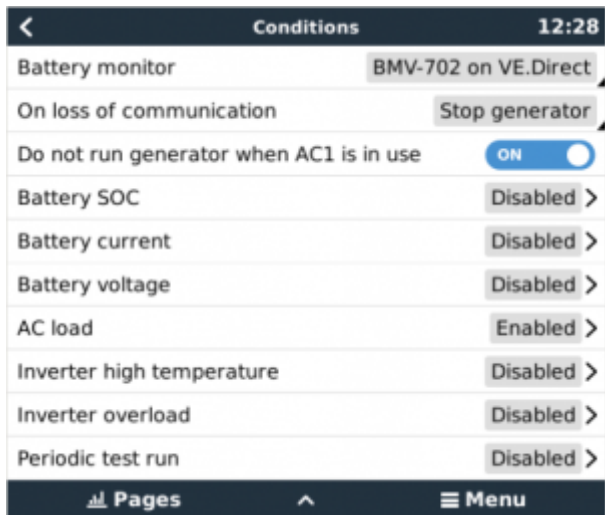 Conditions 12:28
Battery monitor BMV-702 on VE.Direct
On loss of communication Stop generator
Do not run generator when AC1 is in use ON
Battery SOC Disabled
Battery current Disabled
Battery voltage Disabled
AC load Enabled
Inverter high temperature Disabled
Inverter overload Disabled
Periodic test run Disabled
Pages Menu